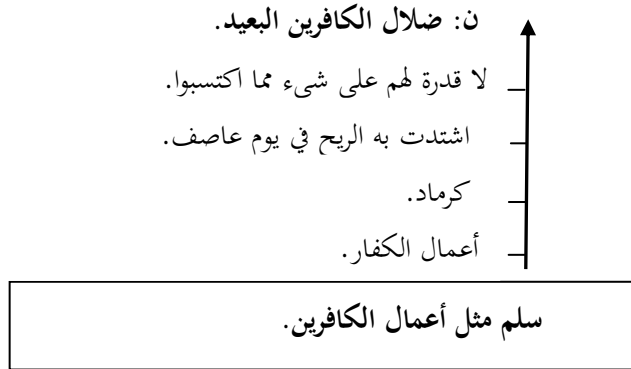 ن: ضلال الكافرين البعيد.
لا قدرة لهم على شىء مما اكتسبوا.
اشتدت به الريح في يوم عاصف.
كرماد.
أعمال الكفار.
سلم مثل أعمال الكافرين.